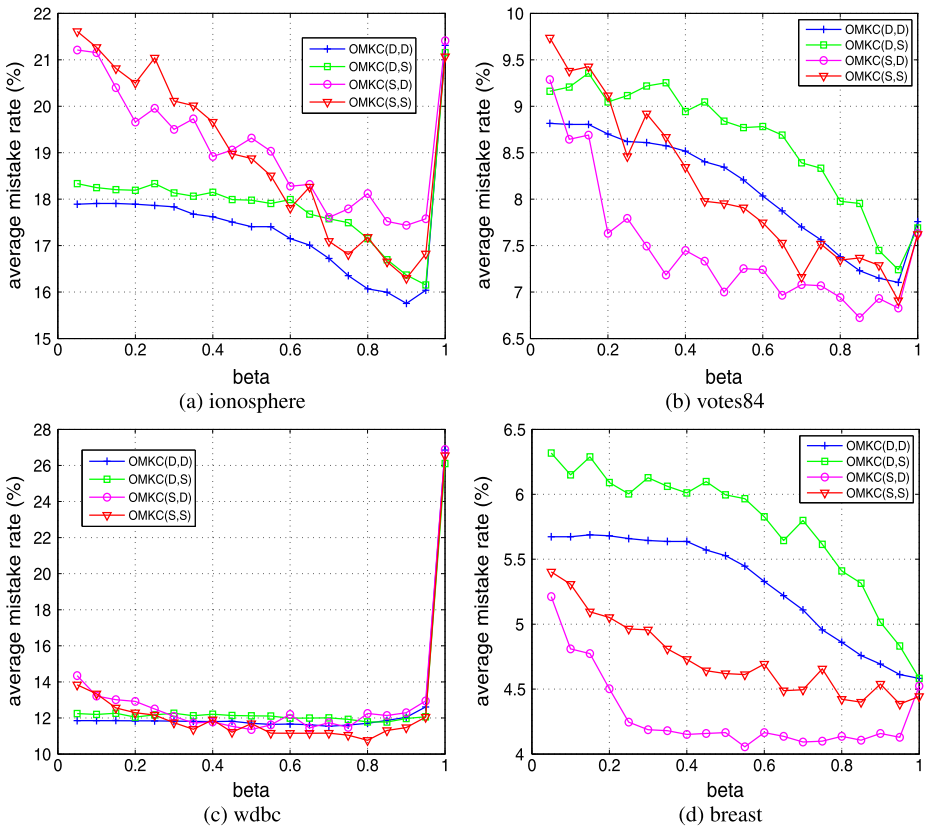 22
21
20
19
18
17
16
15
0
0.2
0.4
0.6
0.8
1
average mistake rate (%)
beta
OMKC(D,D)
OMKC(D,S)
OMKC(S,D)
OMKC(S,S)
(a) ionosphere
10
9.5
9
8.5
8
7.5
7
6.5
0
0.2
0.4
0.6
0.8
1
average mistake rate (%)
beta
OMKC(D,D)
OMKC(D,S)
OMKC(S,D)
OMKC(S,S)
(b) votes84
28
26
24
22
20
18
16
14
12
10
0
0.2
0.4
0.6
0.8
1
average mistake rate (%)
beta
OMKC(D,D)
OMKC(D,S)
OMKC(S,D)
OMKC(S,S)
(c) wdbc
6.5
6
5.5
5
4.5
4
0
0.2
0.4
0.6
0.8
1
average mistake rate (%)
beta
OMKC(D,D)
OMKC(D,S)
OMKC(S,D)
OMKC(S,S)
(d) breast